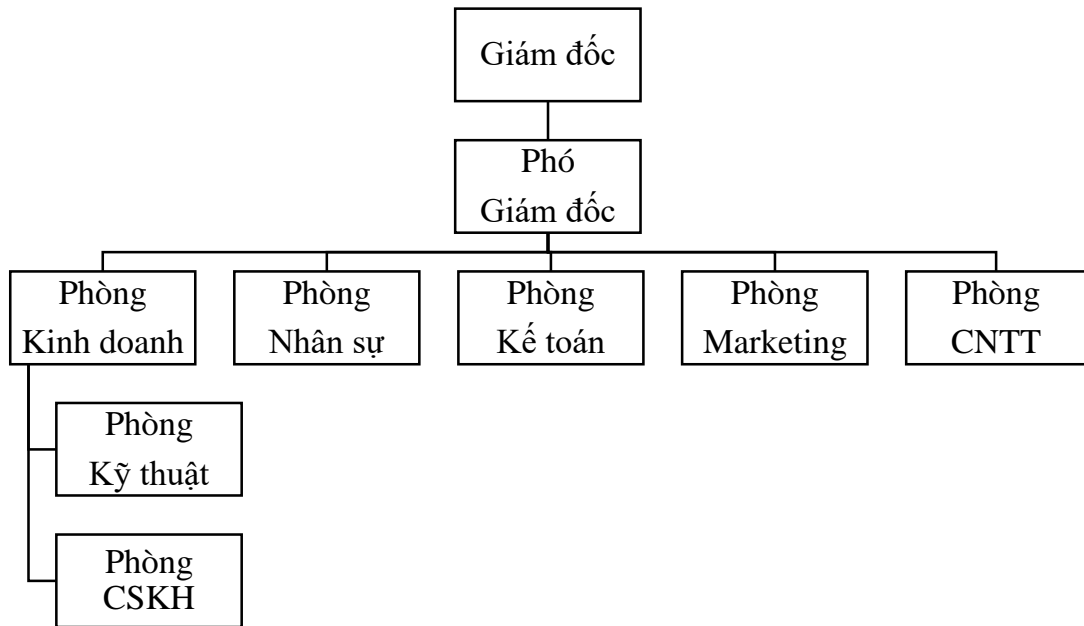 Giám đốc
Phó
Giám đốc
Phòng
Kinh doanh
Phòng
Nhân sự
Phòng
Kế toán
Phòng
Marketing
Phòng
CNTT
Phòng
Kỹ thuật
Phòng
CSKH